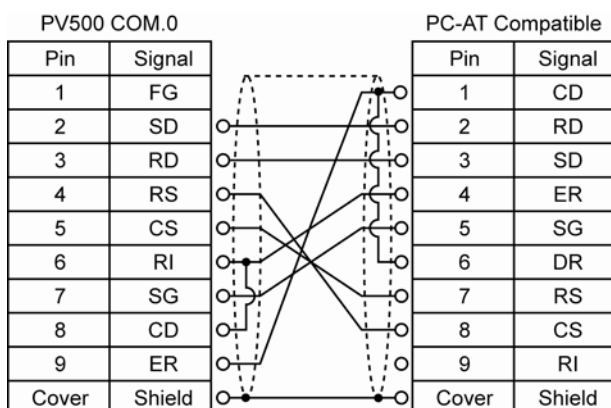 PV500 COM.0 PC-AT Compatible
Pin Signal Pin Signal
1 FG 1 CD
2 SD 2 RD
3 RD 3 SD
4 RS 4 ER
5 CS 5 SG
6 RI 6 DR
7 SG 7 RS
8 CD 8 CS
9 ER 9 RI
Cover Shield Cover Shield